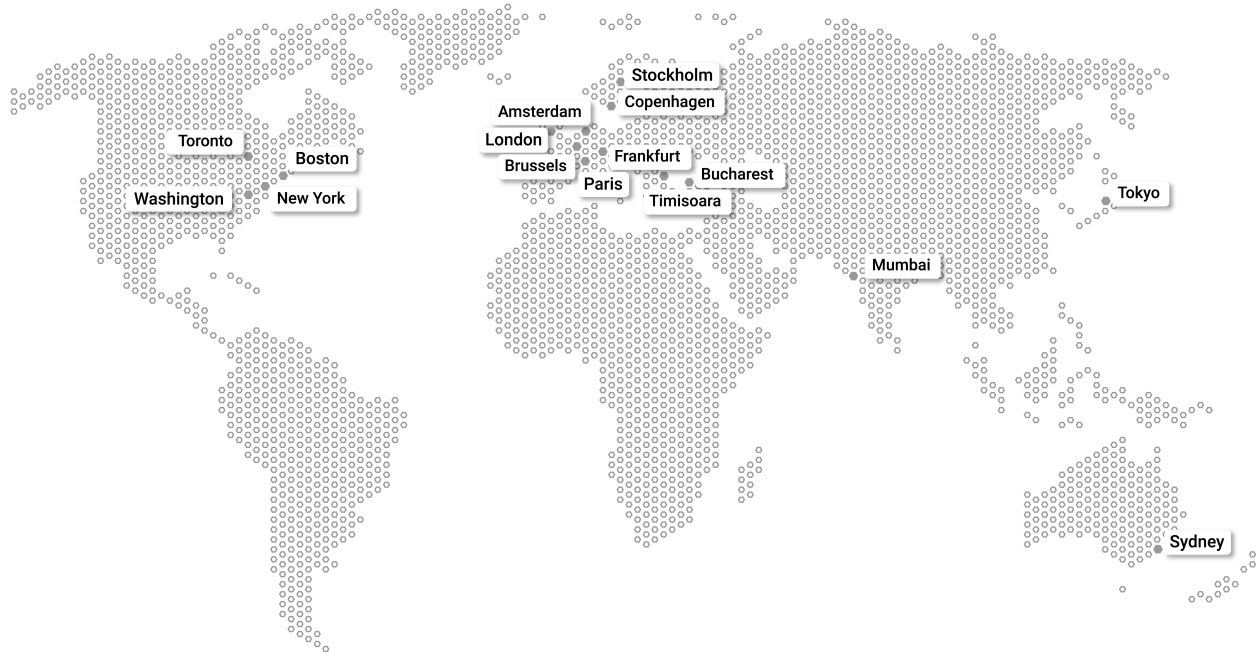 Stockholm
Copenhagen
Amsterdam
London
Toronto
Boston
Frankfurt
Brussels
Bucharest
Paris
Washington
New York
Timisoara
Tokyo
Mumbai
Sydney